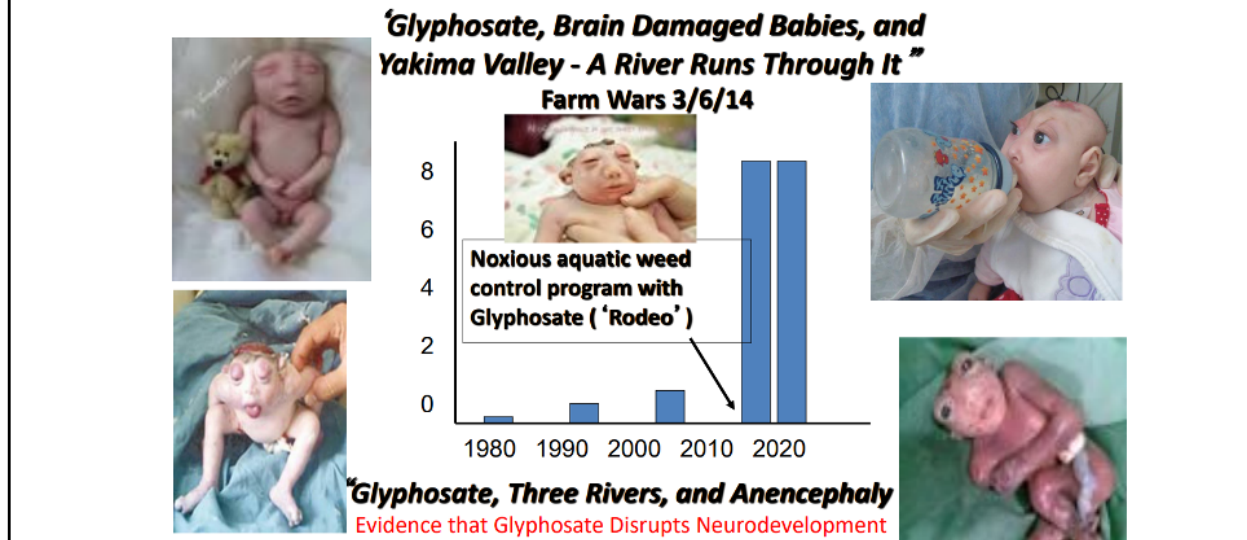 ‘Glyphosate, Brain Damaged Babies, and
Yakima Valley - A River Runs Through It ”
Farm Wars 3/6/14
8
6
4
2
0
Noxious aquatic weed
control program with
Glyphosate ( ‘Rodeo’ )
1980 1990 2000 2010 2020
“Glyphosate, Three Rivers, and Anencephaly
Evidence that Glyphosate Disrupts Neurodevelopment